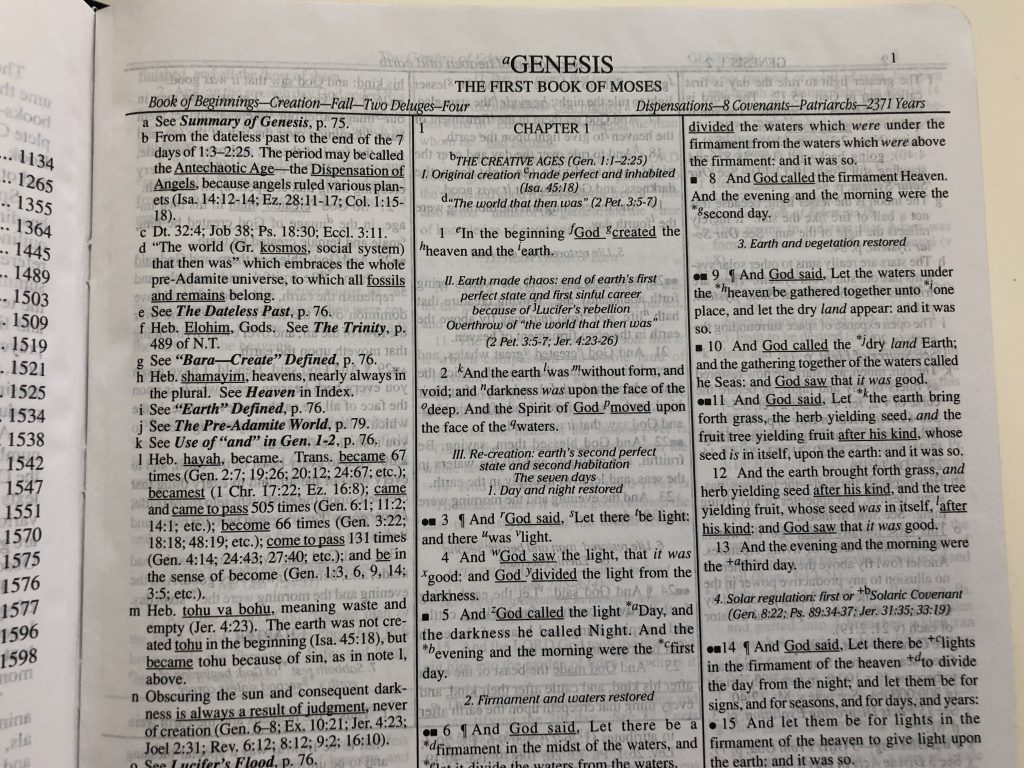 ... 1134
.. 1265
.. 1355
. 1364
. 1445
. 1489
. 1503
. 1509
. 1519
. 1521
. 1525
. 1534
. 1538
1542
1547
1551
1570
1575
1576
1577
1596
1598
ᵃGENESIS
1
THE FIRST BOOK OF MOSES
Book of Beginnings—Creation—Fall—Two Deluges—Four Dispensations—8 Covenants—Patriarchs—2371 Years
a See Summary of Genesis, p. 75.
b From the dateless past to the end of the 7
days of 1:3–2:25. The period may be called
the Antechaotic Age—the Dispensation of
Angels, because angels ruled various plan-
ets (Isa. 14:12-14; Ez. 28:11-17; Col. 1:15-
18).
c Dt. 32:4; Job 38; Ps. 18:30; Eccl. 3:11.
d “The world (Gr. kosmos, social system)
that then was” which embraces the whole
pre-Adamite universe, to which all fossils
and remains belong.
e See The Dateless Past, p. 76.
f Heb. Elohim, Gods. See The Trinity, p.
489 of N.T.
g See “Bara—Create” Defined, p. 76.
h Heb. shamayim, heavens, nearly always in
the plural. See Heaven in Index.
i See “Earth” Defined, p. 76.
j See The Pre-Adamite World, p. 79.
k See Use of “and” in Gen. 1-2, p. 76.
l Heb. hayah, became. Trans. became 67
times (Gen. 2:7; 19:26; 20:12; 24:67; etc.);
becamest (1 Chr. 17:22; Ez. 16:8); came
and came to pass 505 times (Gen. 6:1; 11:2;
14:1; etc.); become 66 times (Gen. 3:22;
18:18; 48:19; etc.); come to pass 131 times
(Gen. 4:14; 24:43; 27:40; etc.); and be in
the sense of become (Gen. 1:3, 6, 9, 14;
3:5; etc.).
m Heb. tohu va bohu, meaning waste and
empty (Jer. 4:23). The earth was not cre-
ated tohu in the beginning (Isa. 45:18), but
became tohu because of sin, as in note l,
above.
n Obscuring the sun and consequent dark-
ness is always a result of judgment, never
of creation (Gen. 6–8; Ex. 10:21; Jer. 4:23;
Joel 2:31; Rev. 6:12; 8:12; 9:2; 16:10).
o See Lucifer's Flood, p. 76.
1 CHAPTER 1
ᵇTHE CREATIVE AGES (Gen. 1:1–2:25)
I. Original creation ᶜmade perfect and inhabited
(Isa. 45:18)
ᵈ“The world that then was” (2 Pet. 3:5-7)
1 ᵉIn the beginning ᶠGod ᵍcreated the
ʰheaven and the ⁱearth.
II. Earth made chaos: end of earth's first
perfect state and first sinful career
because of ʲLucifer's rebellion
Overthrow of “the world that then was”
(2 Pet. 3:5-7; Jer. 4:23-26)
2 ᵏAnd the earth ˡwas ᵐwithout form, and
void; and ⁿdarkness was upon the face of the
ᵒdeep. And the Spirit of God ᵖmoved upon
the face of the qwaters.
III. Re-creation: earth's second perfect
state and second habitation
The seven days
1. Day and night restored
●■ 3 ¶ And ʳGod said, ˢLet there ᵗbe light:
and there ᵘwas ᵛlight.
4 And ʷGod saw the light, that it was
ˣgood: and God ʸdivided the light from the
darkness.
■ 5 And ᶻGod called the light *ᵃDay, and
the darkness he called Night. And the
*ᵇevening and the morning were the *ᶜfirst
day.
2. Firmament and waters restored
●■ 6 ¶ And God said, Let there be a
*ᵈfirmament in the midst of the waters, and
*ᵉlet it divide the waters from the waters.
divided the waters which were under the
firmament from the waters which were above
the firmament: and it was so.
■ 8 And God called the firmament Heaven.
And the evening and the morning were the
*ᵍsecond day.
3. Earth and vegetation restored
●■ 9 ¶ And God said, Let the waters under
the *ʰheaven be gathered together unto *ⁱone
place, and let the dry land appear: and it was
so.
■ 10 And God called the *ʲdry land Earth;
and the gathering together of the waters called
he Seas: and God saw that it was good.
●■11 And God said, Let *ᵏthe earth bring
forth grass, the herb yielding seed, and the
fruit tree yielding fruit after his kind, whose
seed is in itself, upon the earth: and it was so.
12 And the earth brought forth grass, and
herb yielding seed after his kind, and the tree
yielding fruit, whose seed was in itself, ˡafter
his kind: and God saw that it was good.
13 And the evening and the morning were
the ⁺ᵃthird day.
4. Solar regulation: first or ⁺ᵇSolaric Covenant
(Gen. 8:22; Ps. 89:34-37; Jer. 31:35; 33:19)
●■14 ¶ And God said, Let there be ⁺ᶜlights
in the firmament of the heaven ⁺ᵈto divide
the day from the night; and let them be for
signs, and for seasons, and for days, and years:
● 15 And let them be for lights in the
firmament of the heaven to give light upon
the earth: and it was so.